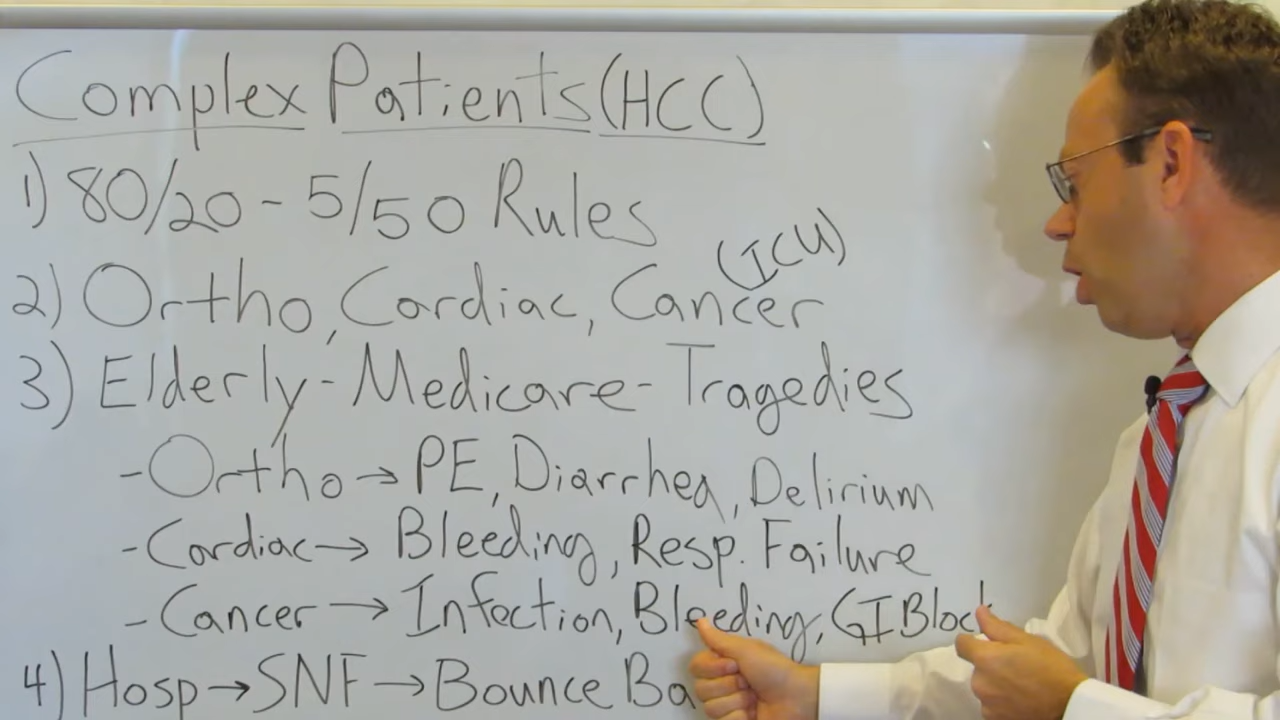 Complex Patients (HCC)
1) 80/20 - 5/50 Rules
2) Ortho, Cardiac, Cancer (ICU)
3) Elderly - Medicare - Tragedies
- Ortho → PE, Diarrhea, Delirium
- Cardiac → Bleeding, Resp. Failure
- Cancer → Infection, Bleeding, GI Block
4) Hosp → SNF → Bounce